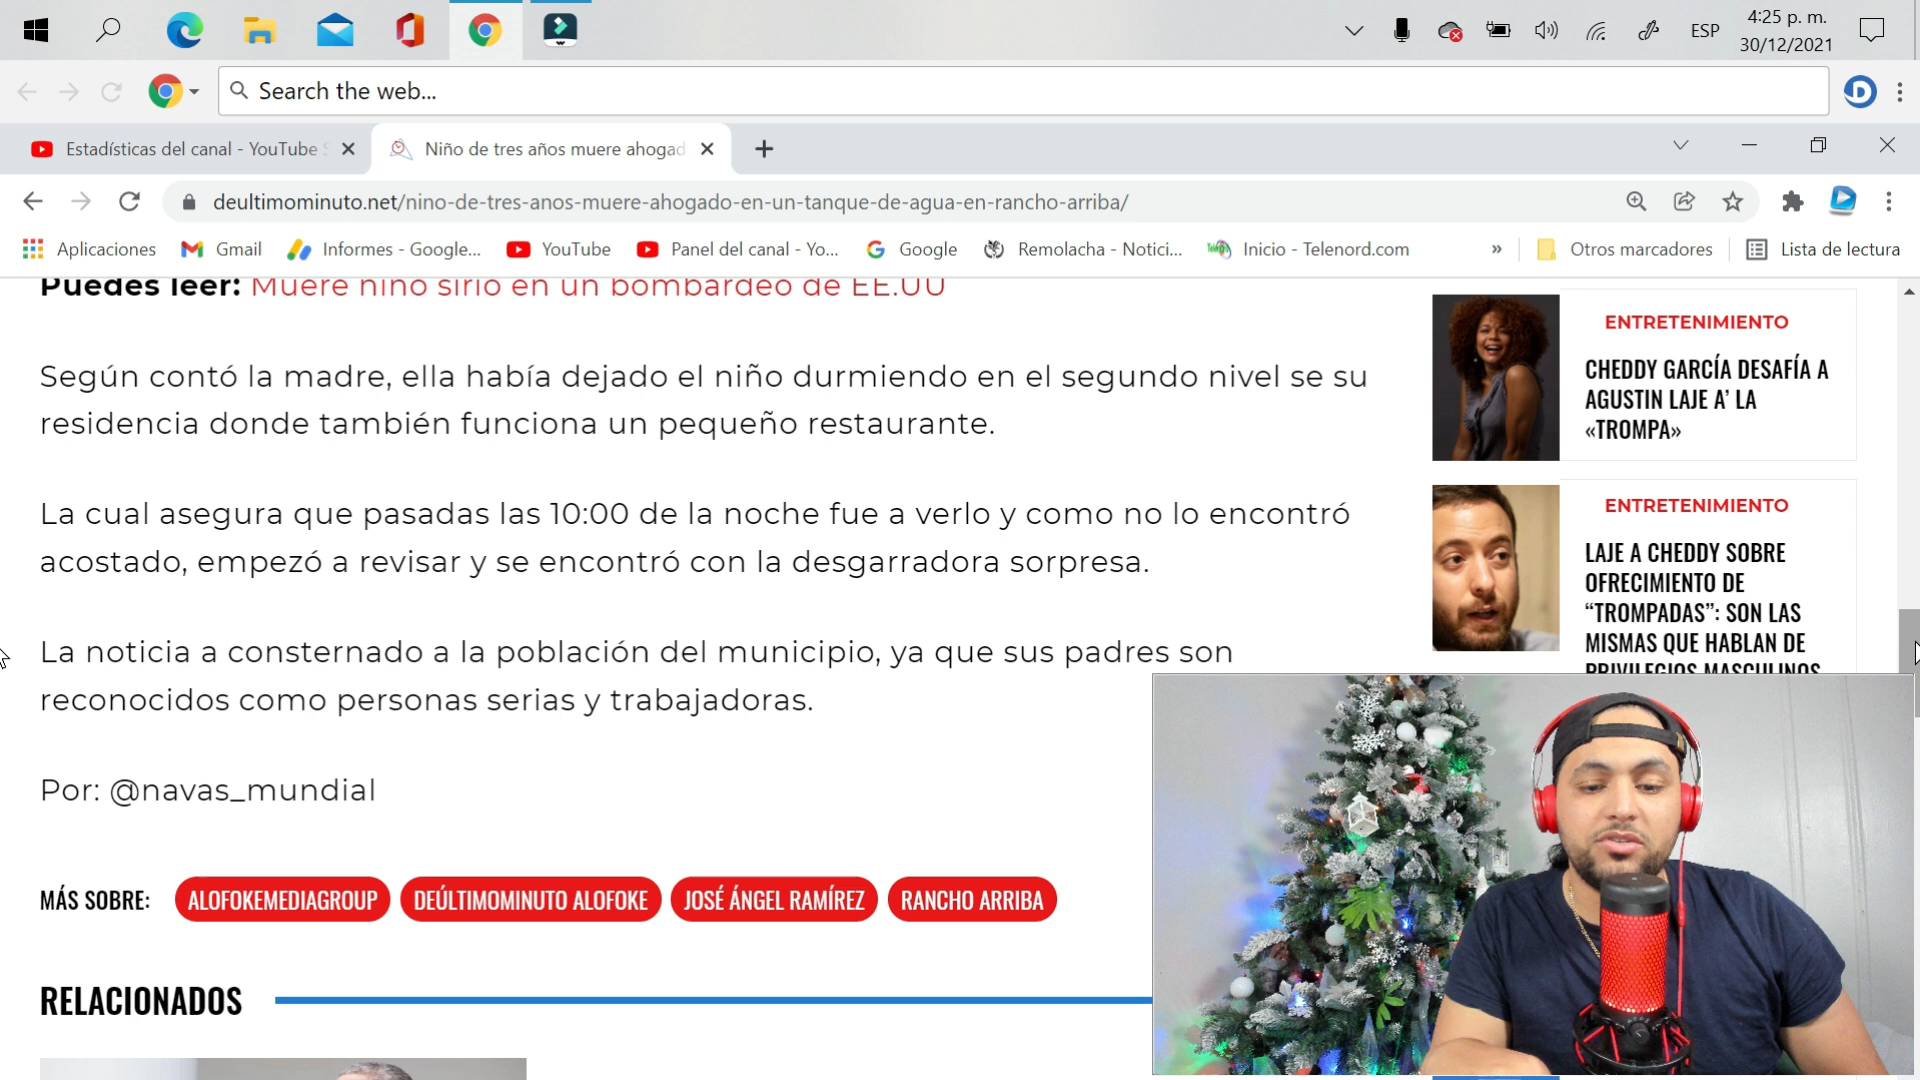 ESP
4:25 p. m.
30/12/2021
Search the web...
Estadísticas del canal - YouTube S
Niño de tres años muere ahogad
deultimominuto.net/nino-de-tres-anos-muere-ahogado-en-un-tanque-de-agua-en-rancho-arriba/
Aplicaciones
Gmail
Informes - Google...
YouTube
Panel del canal - Yo...
Google
Remolacha - Notici...
Inicio - Telenord.com
»
Otros marcadores
Lista de lectura
Puedes leer: Muere niño sirio en un bombardeo de EE.UU
Según contó la madre, ella había dejado el niño durmiendo en el segundo nivel se su
residencia donde también funciona un pequeño restaurante.
La cual asegura que pasadas las 10:00 de la noche fue a verlo y como no lo encontró
acostado, empezó a revisar y se encontró con la desgarradora sorpresa.
La noticia a consternado a la población del municipio, ya que sus padres son
reconocidos como personas serias y trabajadoras.
Por: @navas_mundial
MÁS SOBRE:
ALOFOKEMEDIAGROUP
DEÚLTIMOMINUTO ALOFOKE
JOSÉ ÁNGEL RAMÍREZ
RANCHO ARRIBA
RELACIONADOS
ENTRETENIMIENTO
CHEDDY GARCÍA DESAFÍA A
AGUSTIN LAJE A’ LA
«TROMPA»
ENTRETENIMIENTO
LAJE A CHEDDY SOBRE
OFRECIMIENTO DE
“TROMPADAS”: SON LAS
MISMAS QUE HABLAN DE
PRIVILEGIOS MASCULINOS